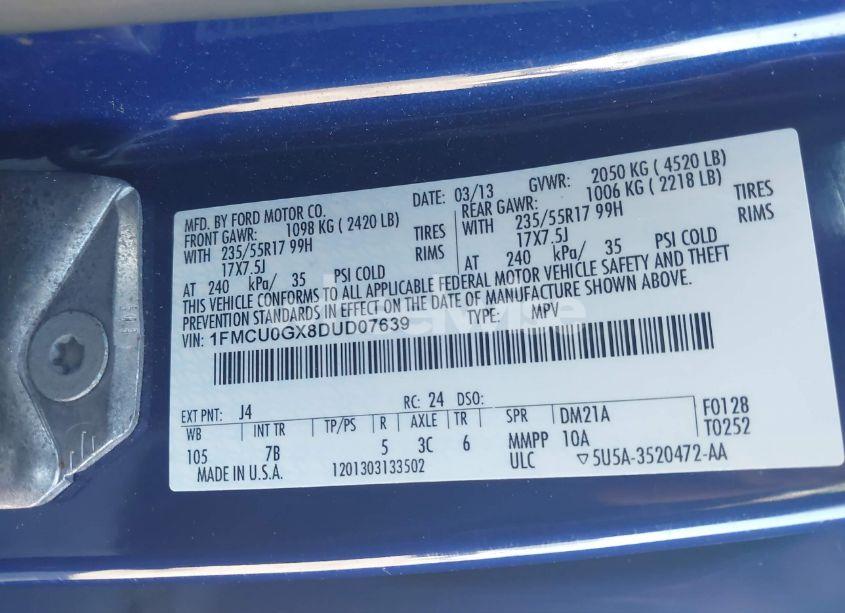 MFD. BY FORD MOTOR CO.
DATE: 03/13 GVWR: 2050 KG ( 4520 LB)
FRONT GAWR: 1098 KG ( 2420 LB) REAR GAWR: 1006 KG ( 2218 LB)
WITH 235/55R17 99H TIRES WITH 235/55R17 99H TIRES
17X7.5J RIMS 17X7.5J RIMS
AT 240 kPa/ 35 PSI COLD AT 240 kPa/ 35 PSI COLD
THIS VEHICLE CONFORMS TO ALL APPLICABLE FEDERAL MOTOR VEHICLE SAFETY AND THEFT
PREVENTION STANDARDS IN EFFECT ON THE DATE OF MANUFACTURE SHOWN ABOVE.
VIN: 1FMCU0GX8DUD07639 TYPE: MPV
EXT PNT: J4 RC: 24 DSO:
WB INT TR TP/PS R AXLE TR SPR DM21A F0128
105 7B 5 3C 6 MMPP 10A T0252
MADE IN U.S.A. 1201303133502 ULC ▽5U5A-3520472-AA